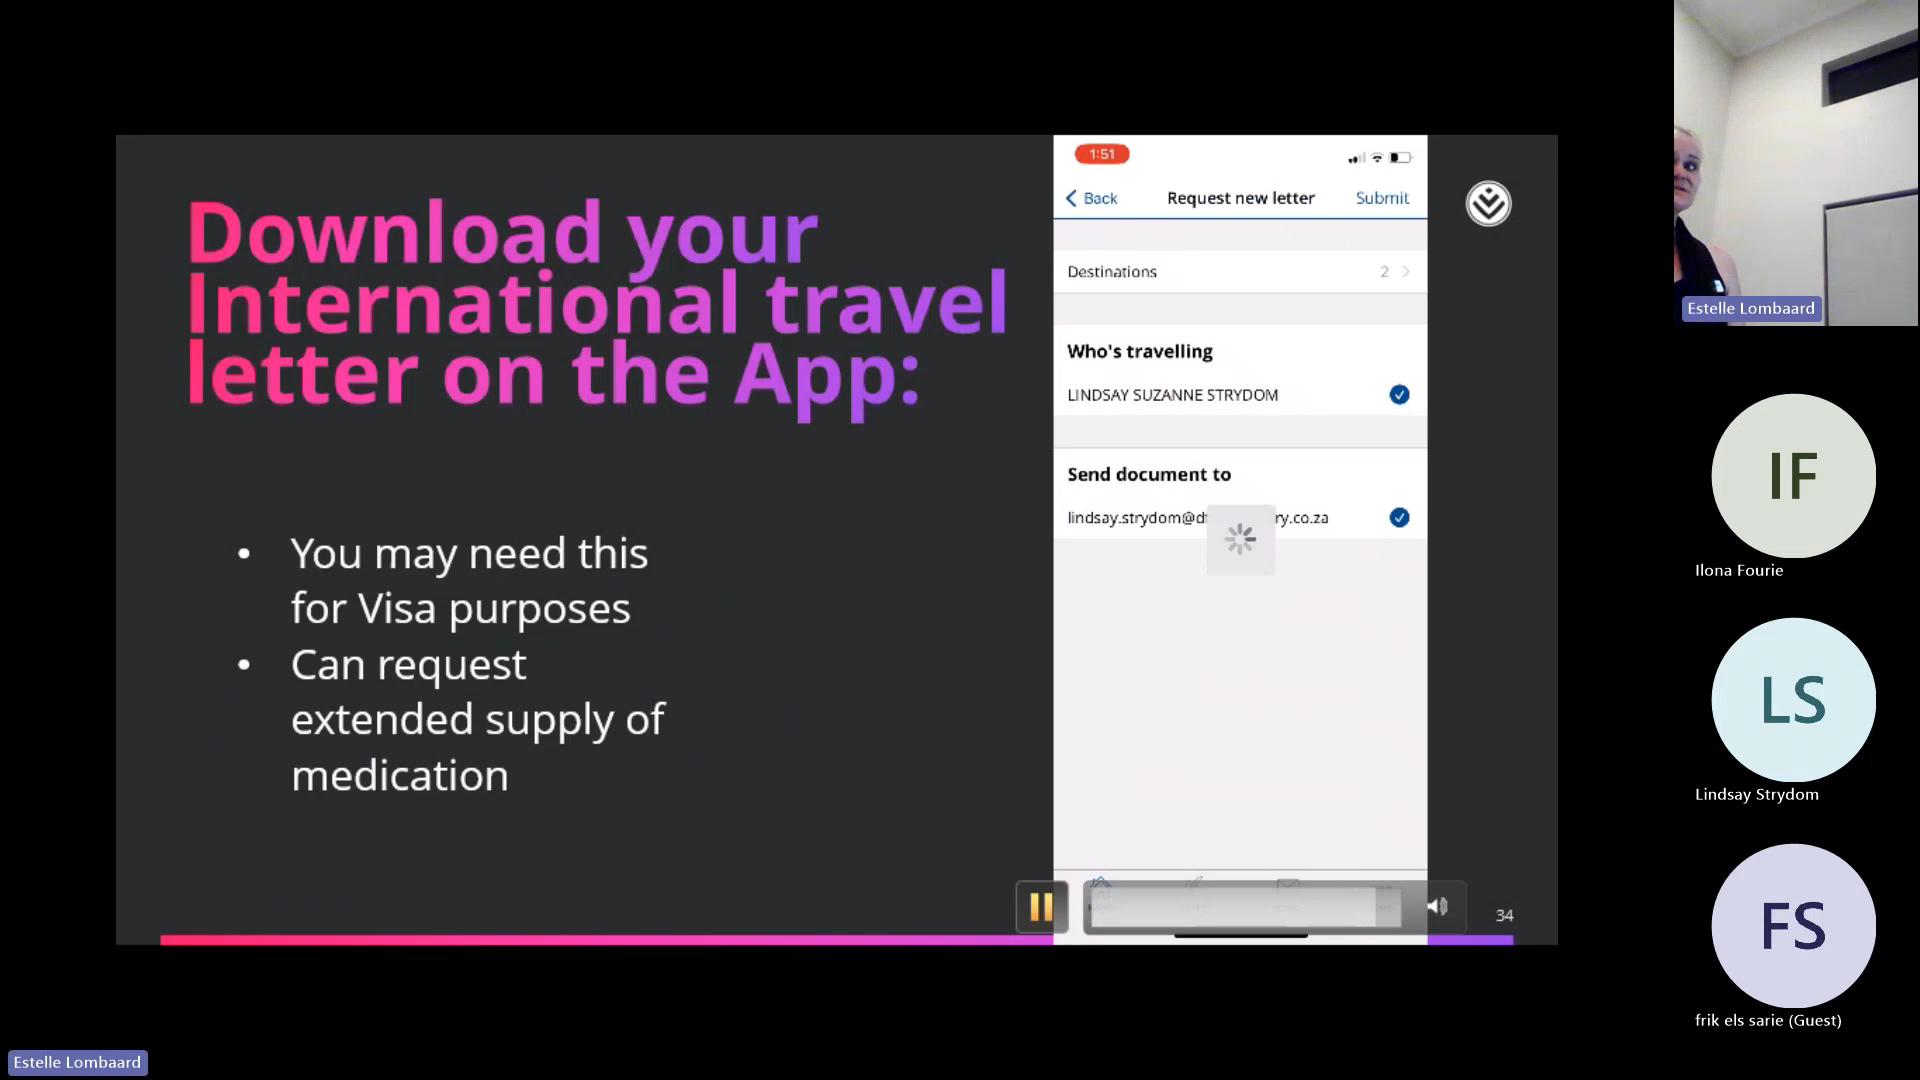 Download your
International travel
letter on the App:
• You may need this
for Visa purposes
• Can request
extended supply of
medication
1:51
Back
Request new letter
Submit
Destinations
2
Who's travelling
LINDSAY SUZANNE STRYDOM
Send document to
lindsay.strydom@d ry.co.za
34
Estelle Lombaard
IF
Ilona Fourie
LS
Lindsay Strydom
FS
frik els sarie (Guest)
Estelle Lombaard